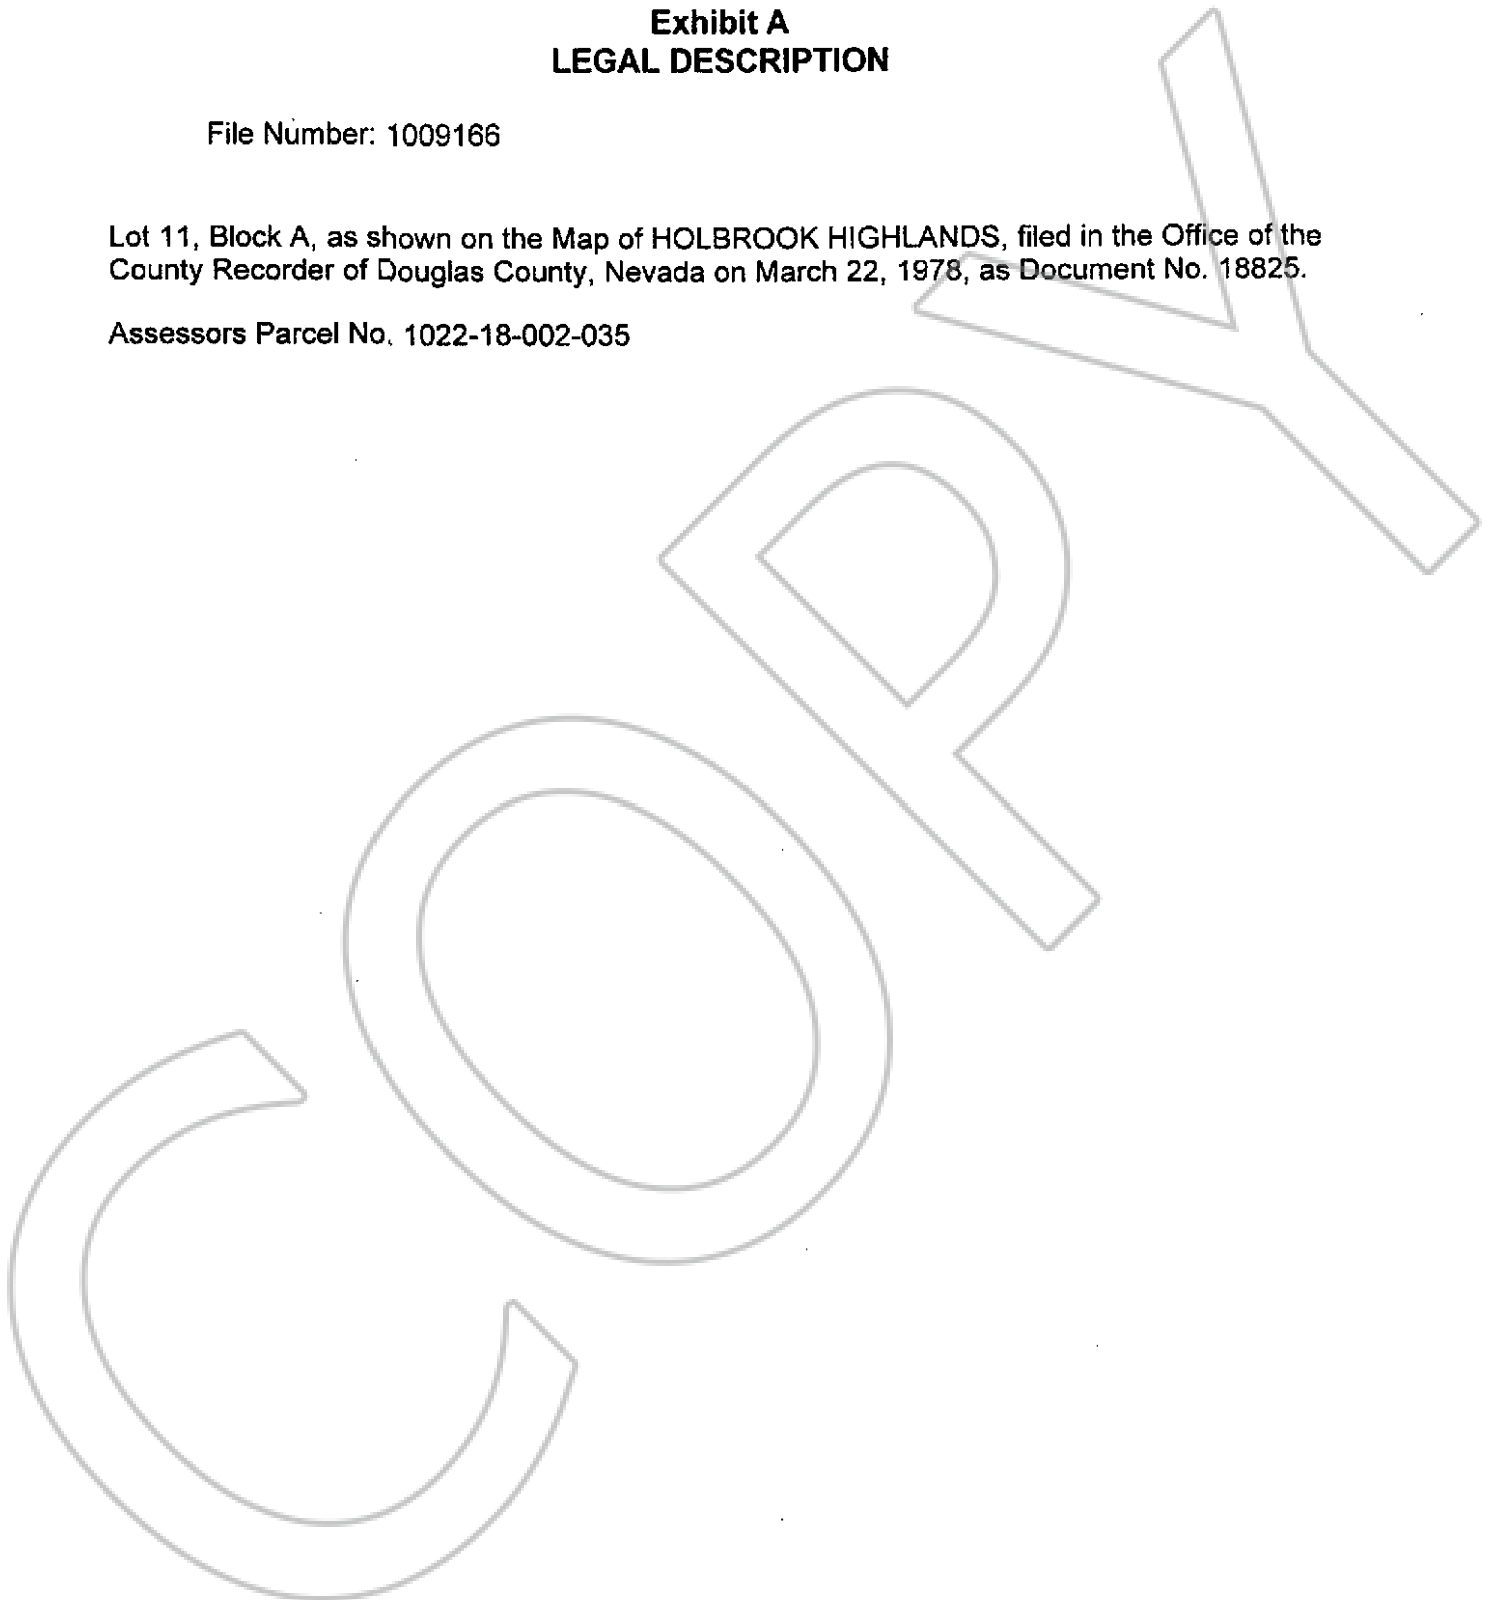 Exhibit A
LEGAL DESCRIPTION
File Number: 1009166
Lot 11, Block A, as shown on the Map of HOLBROOK HIGHLANDS, filed in the Office of the
County Recorder of Douglas County, Nevada on March 22, 1978, as Document No. 18825.
Assessors Parcel No. 1022-18-002-035
COPY